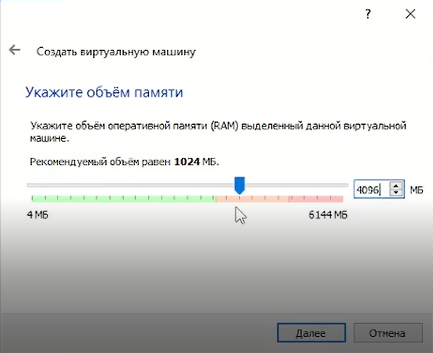 ?
Создать виртуальную машину
Укажите объём памяти
Укажите объём оперативной памяти (RAM) выделенный данной виртуальной
машине.
Рекомендуемый объём равен 1024 МБ.
4096 МБ
4 МБ 6144 МБ
Далее Отмена